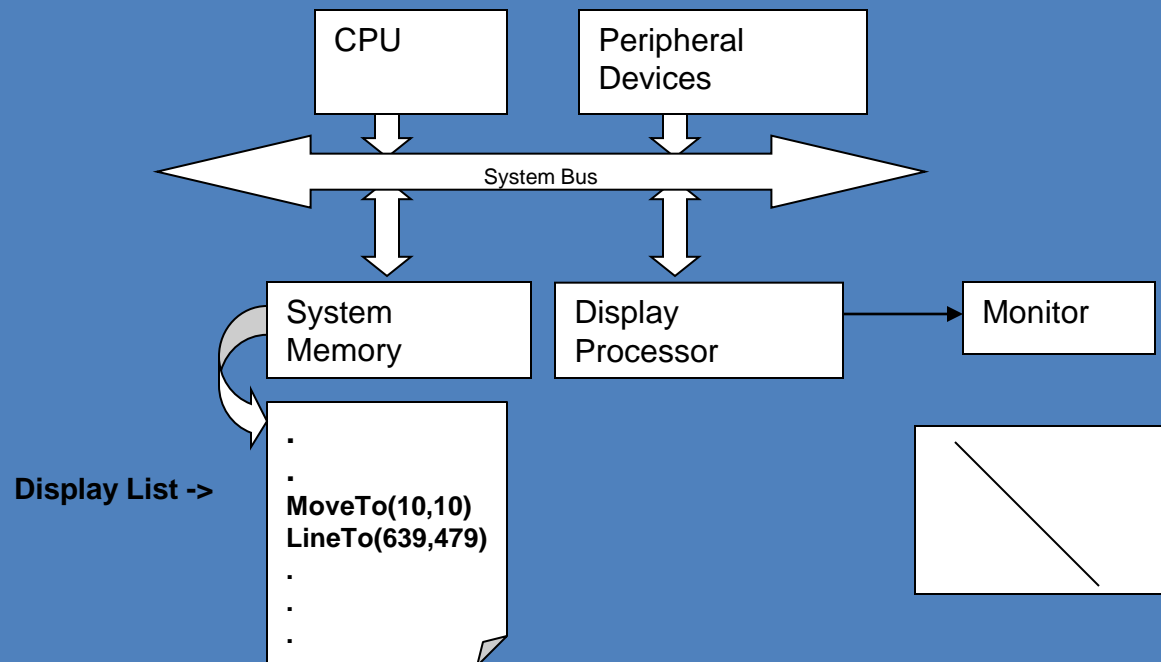 CPU
Peripheral
Devices
System Bus
System
Memory
Display
Processor
Monitor
Display List ->
.
.
MoveTo(10,10)
LineTo(639,479)
.
.
.